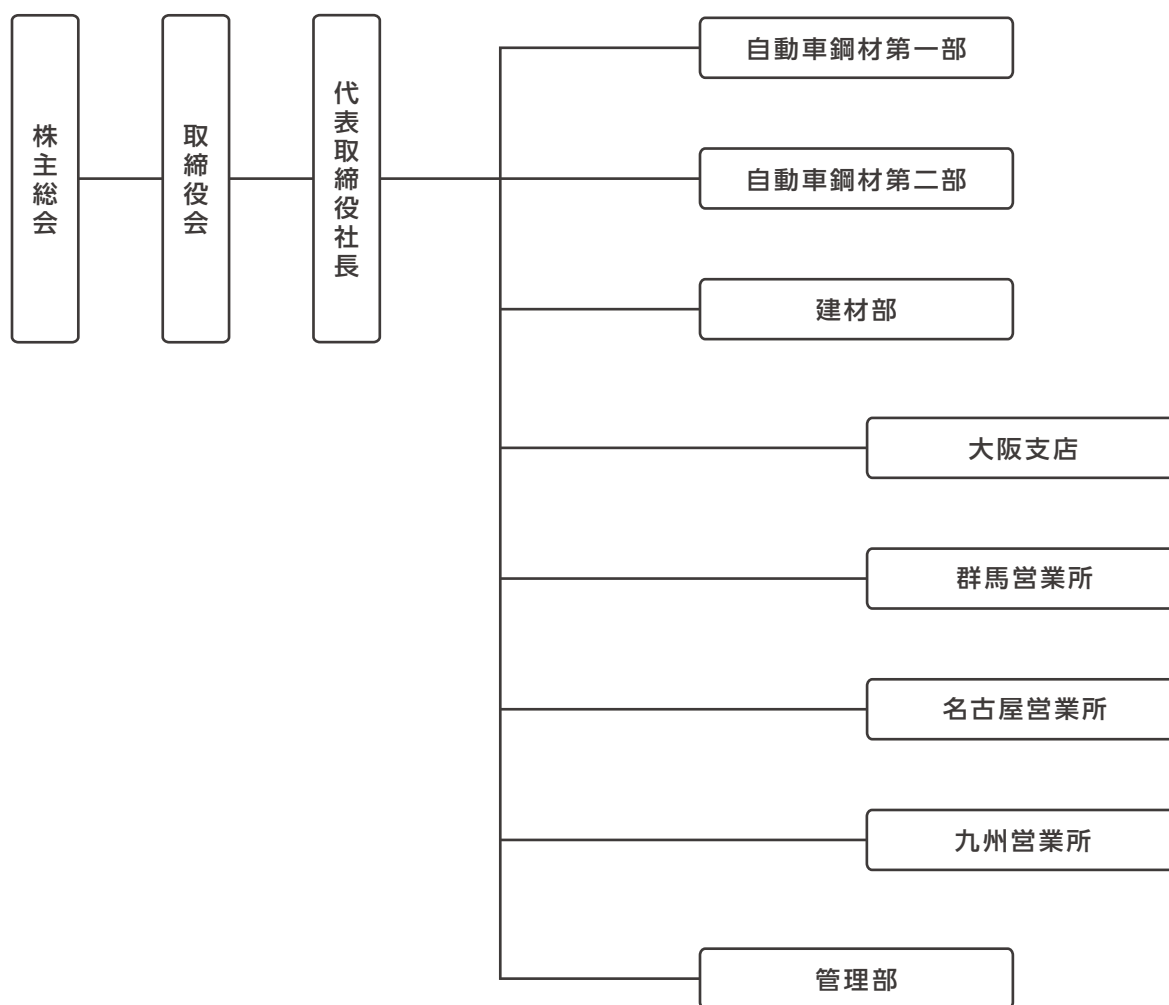 株主総会
取締役会
代表取締役社長
自動車鋼材第一部
自動車鋼材第二部
建材部
大阪支店
群馬営業所
名古屋営業所
九州営業所
管理部